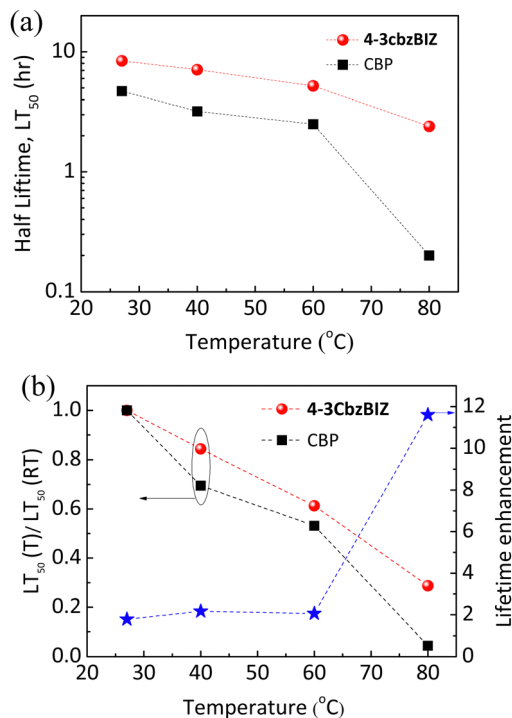 (a)
4-3cbzBIZ
CBP
10
1
0.1
Half Liftime, LT50 (hr)
20 30 40 50 60 70 80
Temperature (°C)
(b)
4-3CbzBIZ
CBP
1.0
0.8
0.6
0.4
0.2
0.0
LT50 (T)/ LT50 (RT)
12
10
8
6
4
2
0
Lifetime enhancement
20 30 40 50 60 70 80
Temperature (°C)